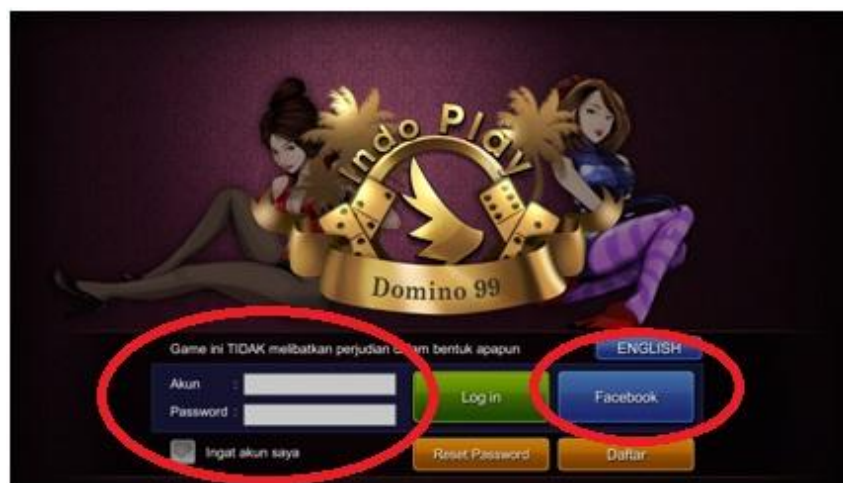 Indo Play
Domino 99
Game ini TIDAK melibatkan perjudian dalam bentuk apapun
ENGLISH
Akun :
Password :
Log in
Facebook
Ingat akun saya
Reset Password
Daftar